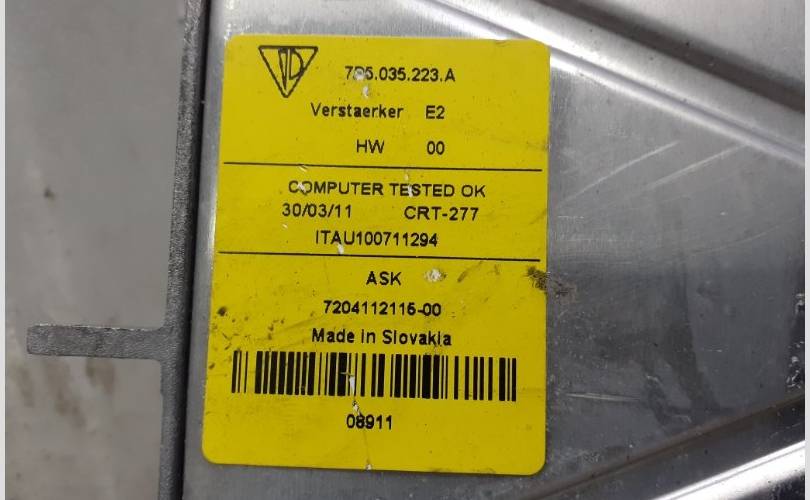 7P5.035.223.A
Verstaerker E2
HW 00
COMPUTER TESTED OK
30/03/11 CRT-277
ITAU100711294
ASK
7204112115-00
Made in Slovakia
08911